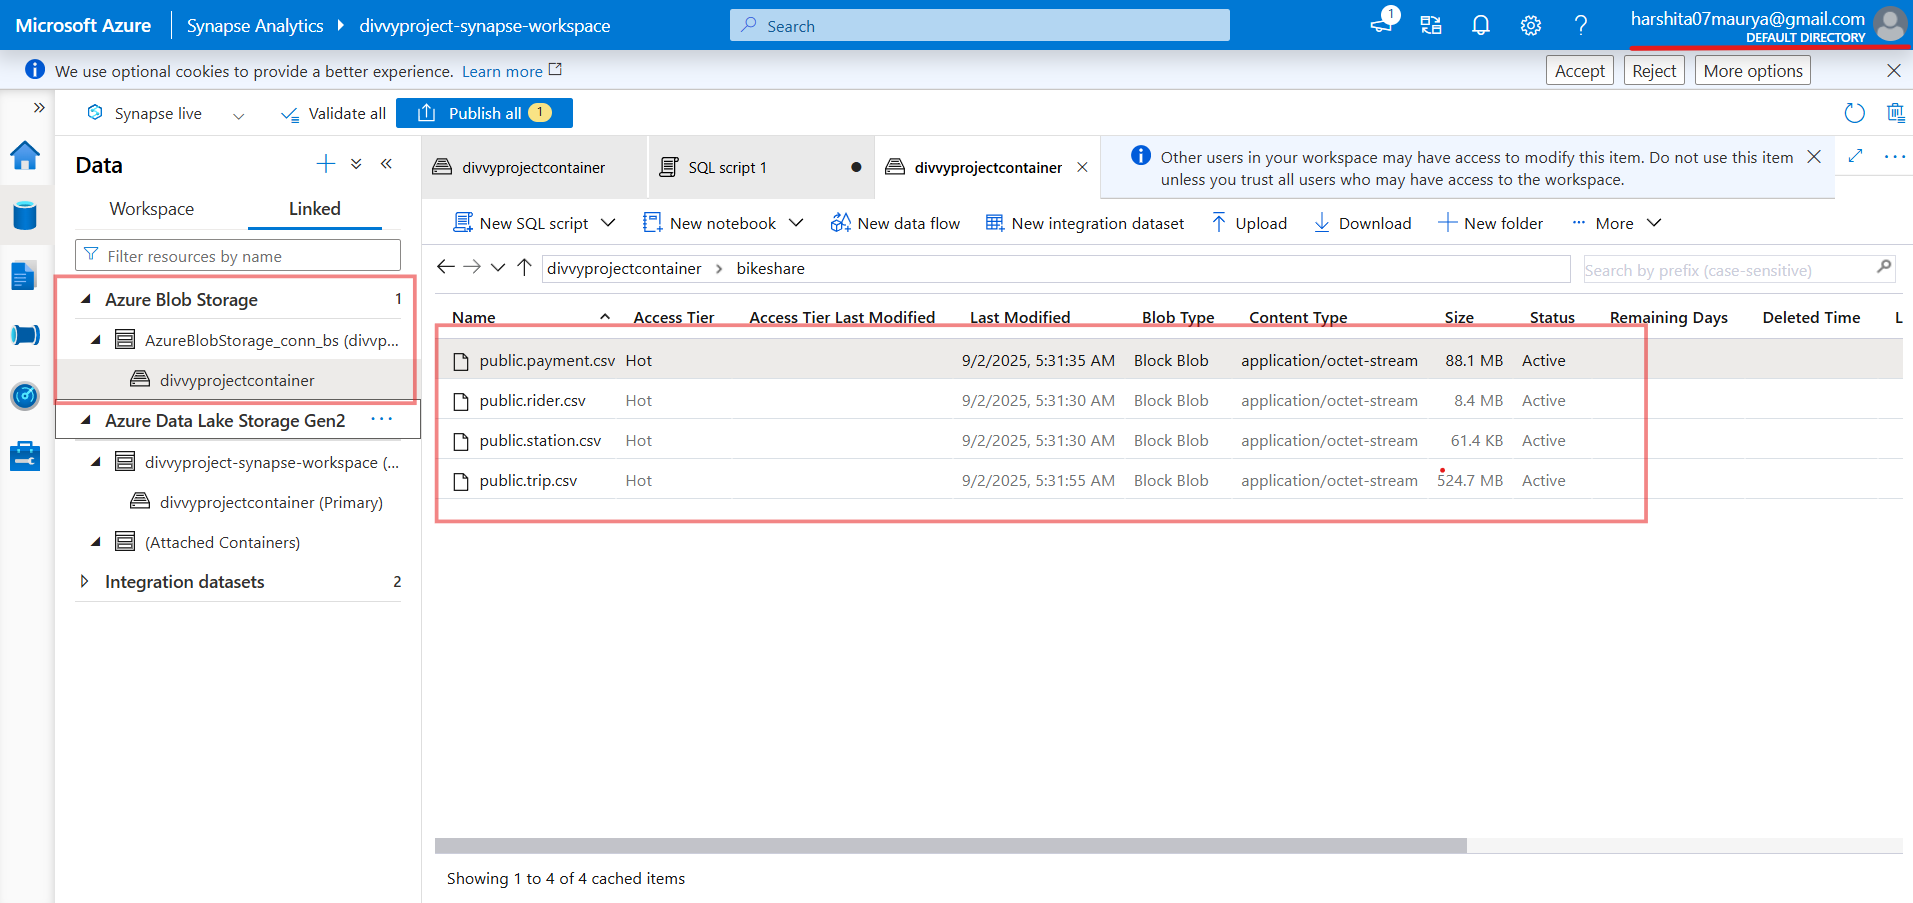 Microsoft Azure Synapse Analytics divvyproject-synapse-workspace Search 1 harshita07maurya@gmail.com
DEFAULT DIRECTORY
We use optional cookies to provide a better experience. Learn more Accept Reject More options
Synapse live Validate all Publish all 1
Data
Workspace Linked
Filter resources by name
Azure Blob Storage 1
AzureBlobStorage_conn_bs (divvp...
divvyprojectcontainer
Azure Data Lake Storage Gen2 ...
divvyproject-synapse-workspace (...
divvyprojectcontainer (Primary)
(Attached Containers)
Integration datasets 2
divvyprojectcontainer SQL script 1 divvyprojectcontainer
Other users in your workspace may have access to modify this item. Do not use this item
unless you trust all users who may have access to the workspace.
New SQL script New notebook New data flow New integration dataset Upload Download New folder More
divvyprojectcontainer bikeshare Search by prefix (case-sensitive)
Name Access Tier Access Tier Last Modified Last Modified Blob Type Content Type Size Status Remaining Days Deleted Time L
public.payment.csv Hot 9/2/2025, 5:31:35 AM Block Blob application/octet-stream 88.1 MB Active
public.rider.csv Hot 9/2/2025, 5:31:30 AM Block Blob application/octet-stream 8.4 MB Active
public.station.csv Hot 9/2/2025, 5:31:30 AM Block Blob application/octet-stream 61.4 KB Active
public.trip.csv Hot 9/2/2025, 5:31:55 AM Block Blob application/octet-stream 524.7 MB Active
Showing 1 to 4 of 4 cached items